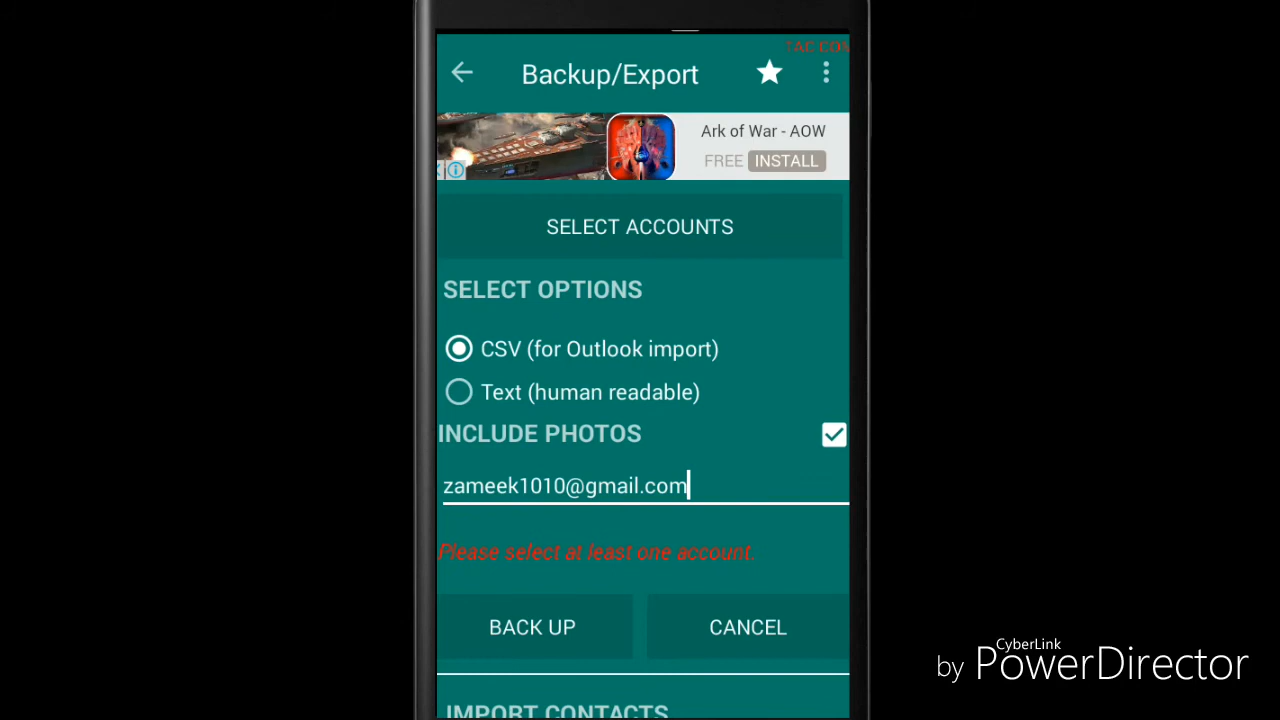 Backup/Export
Ark of War - AOW
FREE INSTALL
SELECT ACCOUNTS
SELECT OPTIONS
CSV (for Outlook import)
Text (human readable)
INCLUDE PHOTOS
zameek1010@gmail.com
Please select at least one account.
BACK UP CANCEL
IMPORT CONTACTS
CyberLink
by PowerDirector